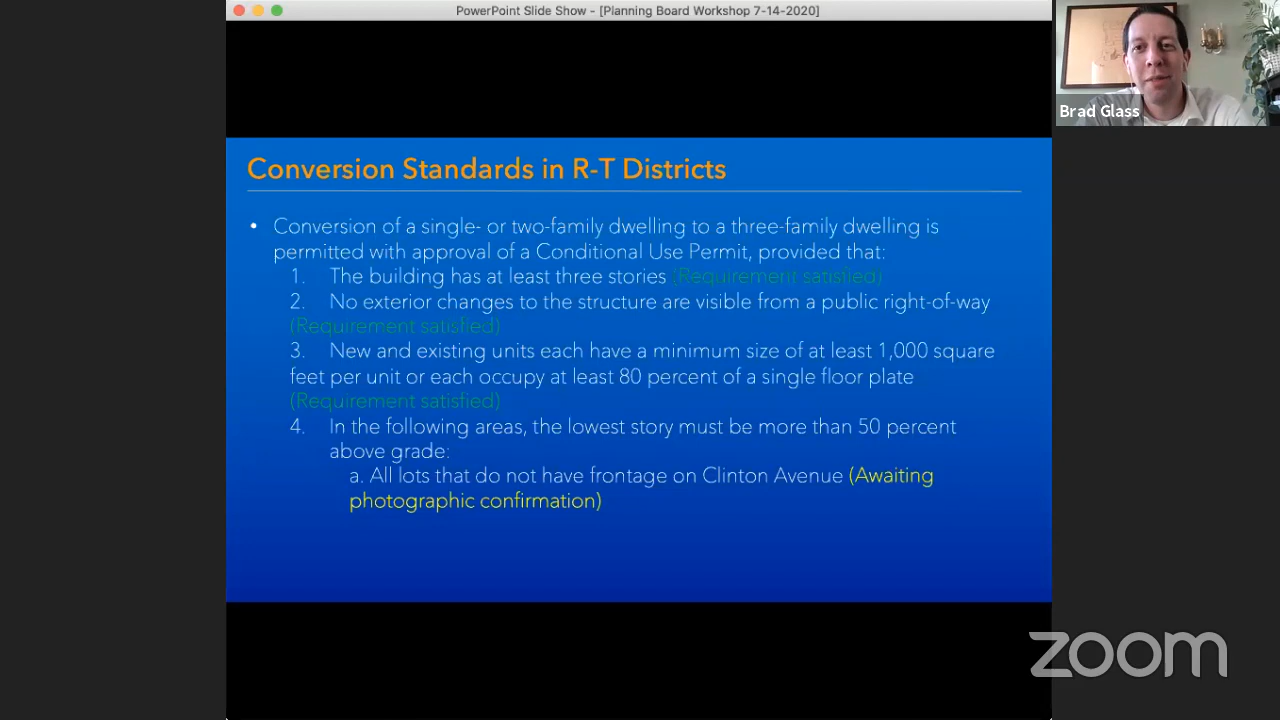 PowerPoint Slide Show - [Planning Board Workshop 7-14-2020]
Brad Glass
Conversion Standards in R-T Districts
• Conversion of a single- or two-family dwelling to a three-family dwelling is
permitted with approval of a Conditional Use Permit, provided that:
1. The building has at least three stories (Requirement satisfied)
2. No exterior changes to the structure are visible from a public right-of-way
(Requirement satisfied)
3. New and existing units each have a minimum size of at least 1,000 square
feet per unit or each occupy at least 80 percent of a single floor plate
(Requirement satisfied)
4. In the following areas, the lowest story must be more than 50 percent
above grade:
a. All lots that do not have frontage on Clinton Avenue (Awaiting
photographic confirmation)
zoom